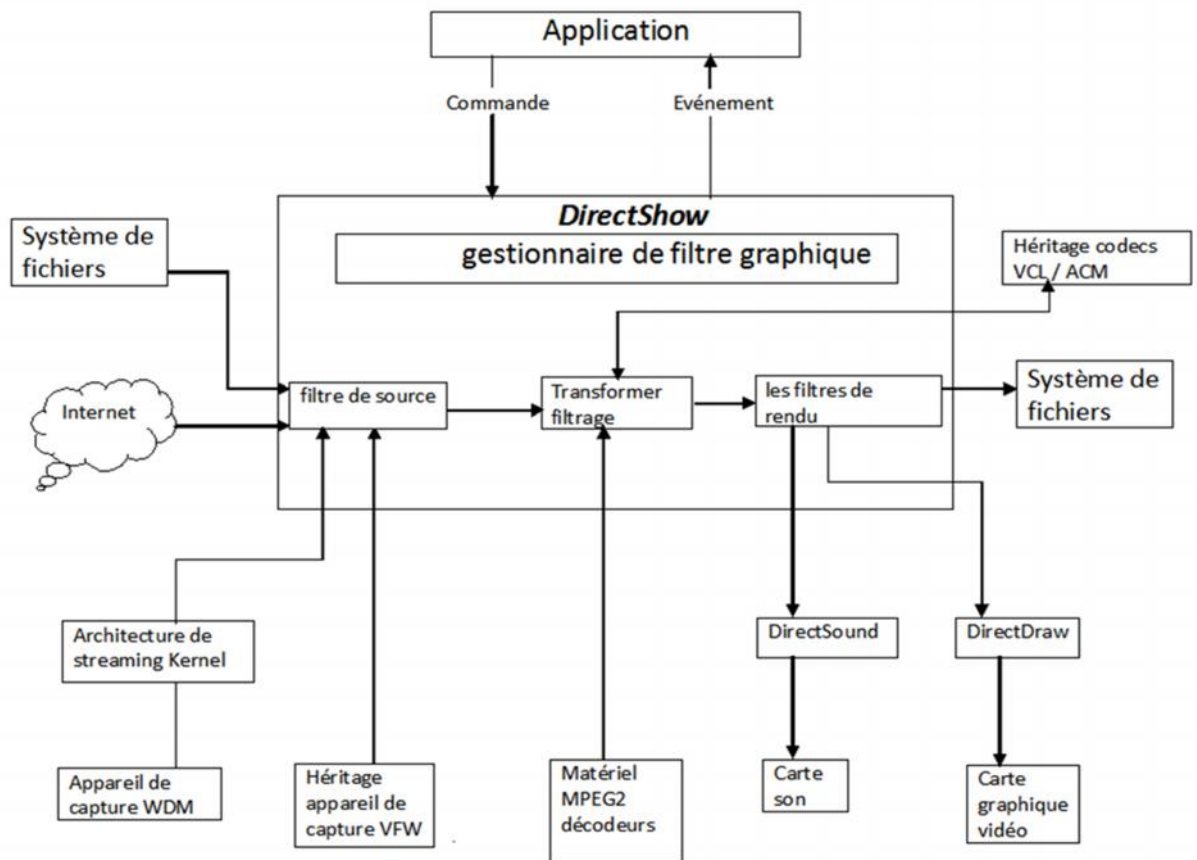 Application
Commande
Evénement
DirectShow
gestionnaire de filtre graphique
Système de
fichiers
Héritage codecs
VCL / ACM
Internet
filtre de source
Transformer
filtrage
les filtres de
rendu
Système de
fichiers
Architecture de
streaming Kernel
DirectSound
DirectDraw
Appareil de
capture WDM
Héritage
appareil de
capture VFW
Matériel
MPEG2
décodeurs
Carte
son
Carte
graphique
vidéo